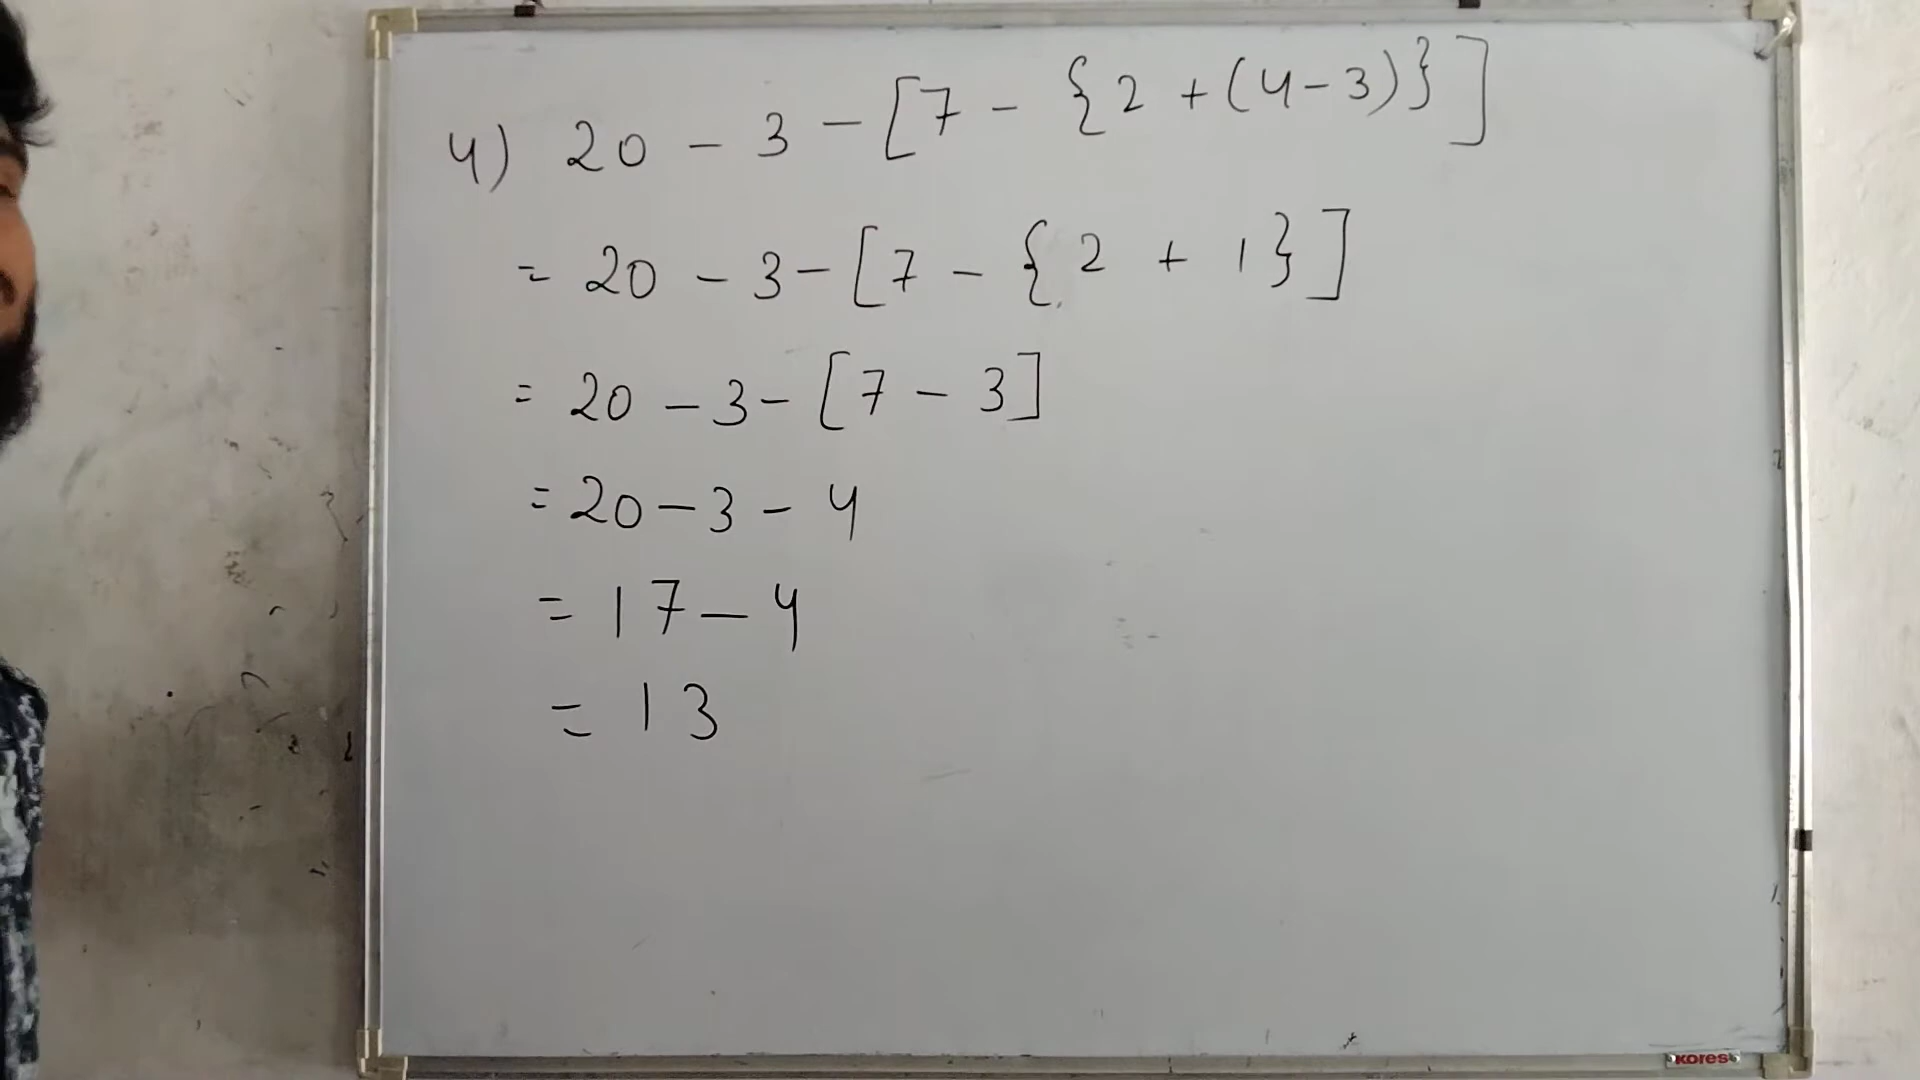 4) 20 - 3 - [7 - {2 + (4 - 3)}]
= 20 - 3 - [7 - {2 + 1}]
= 20 - 3 - [7 - 3]
= 20 - 3 - 4
= 17 - 4
= 13
Kores